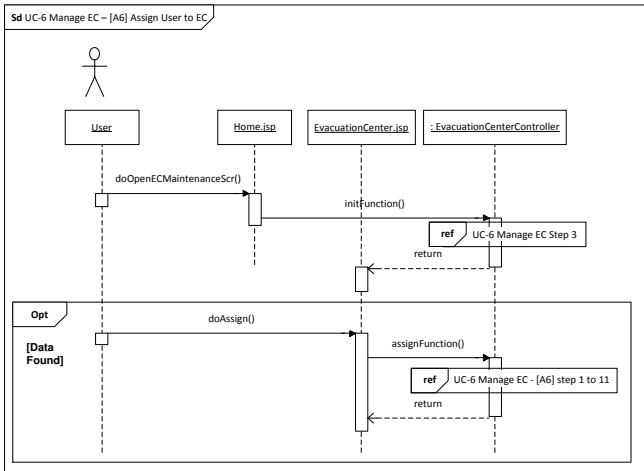 Sd UC-6 Manage EC – [A6] Assign User to EC
User
Home.jsp
EvacuationCenter.jsp
: EvacuationCenterController
doOpenECMaintenanceScr()
initFunction()
ref UC-6 Manage EC Step 3
return
Opt
doAssign()
[Data
Found]
assignFunction()
ref UC-6 Manage EC - [A6] step 1 to 11
return